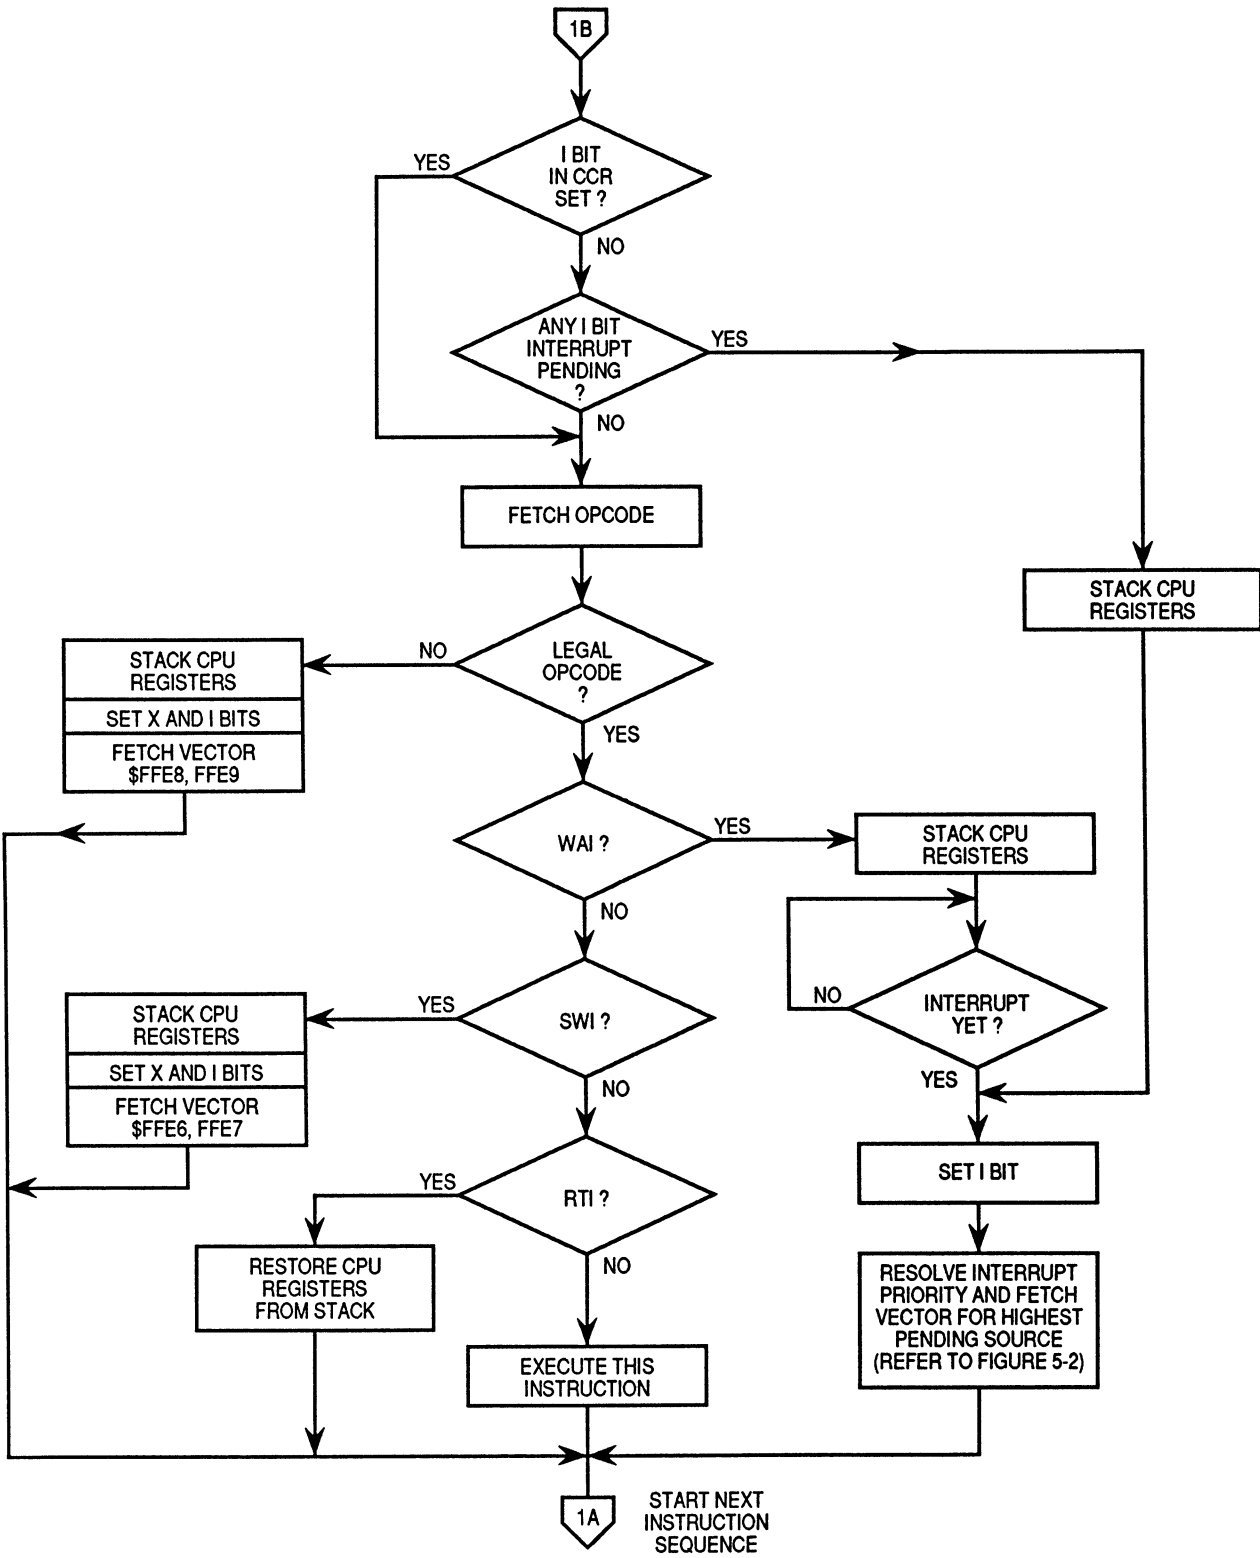 1B
I BIT
IN CCR
SET ?
YES
NO
ANY I BIT
INTERRUPT
PENDING
?
YES
NO
FETCH OPCODE
STACK CPU
REGISTERS
LEGAL
OPCODE
?
NO
YES
STACK CPU
REGISTERS
SET X AND I BITS
FETCH VECTOR
$FFE8, FFE9
WAI ?
YES
NO
STACK CPU
REGISTERS
INTERRUPT
YET ?
NO
YES
SWI ?
YES
NO
STACK CPU
REGISTERS
SET X AND I BITS
FETCH VECTOR
$FFE6, FFE7
SET I BIT
RTI ?
YES
NO
RESTORE CPU
REGISTERS
FROM STACK
RESOLVE INTERRUPT
PRIORITY AND FETCH
VECTOR FOR HIGHEST
PENDING SOURCE
(REFER TO FIGURE 5-2)
EXECUTE THIS
INSTRUCTION
1A
START NEXT
INSTRUCTION
SEQUENCE